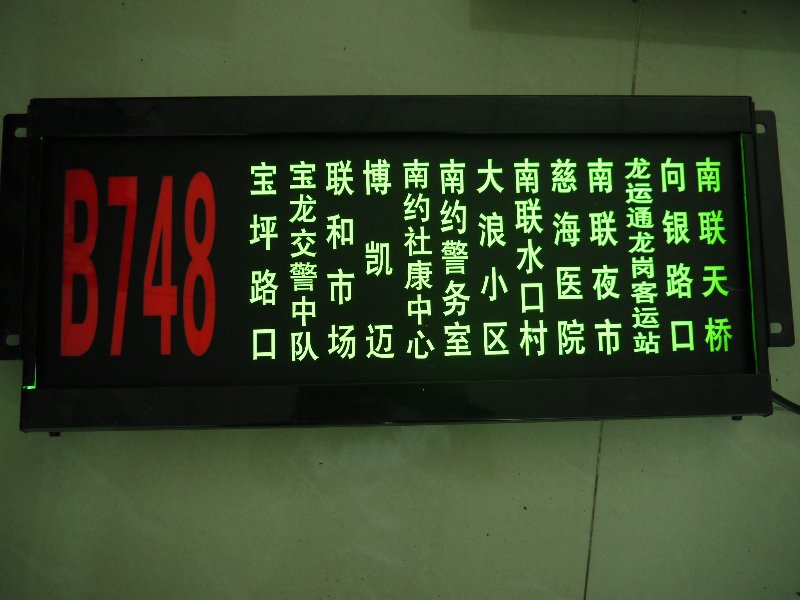 B748
宝坪路口
宝龙交警中队
联和市场
博凯迈
南约社康中心
南约警务室
大浪小区
南联水口村
慈海医院
南联夜市
龙运通龙岗客运站
向银路口
南联天桥